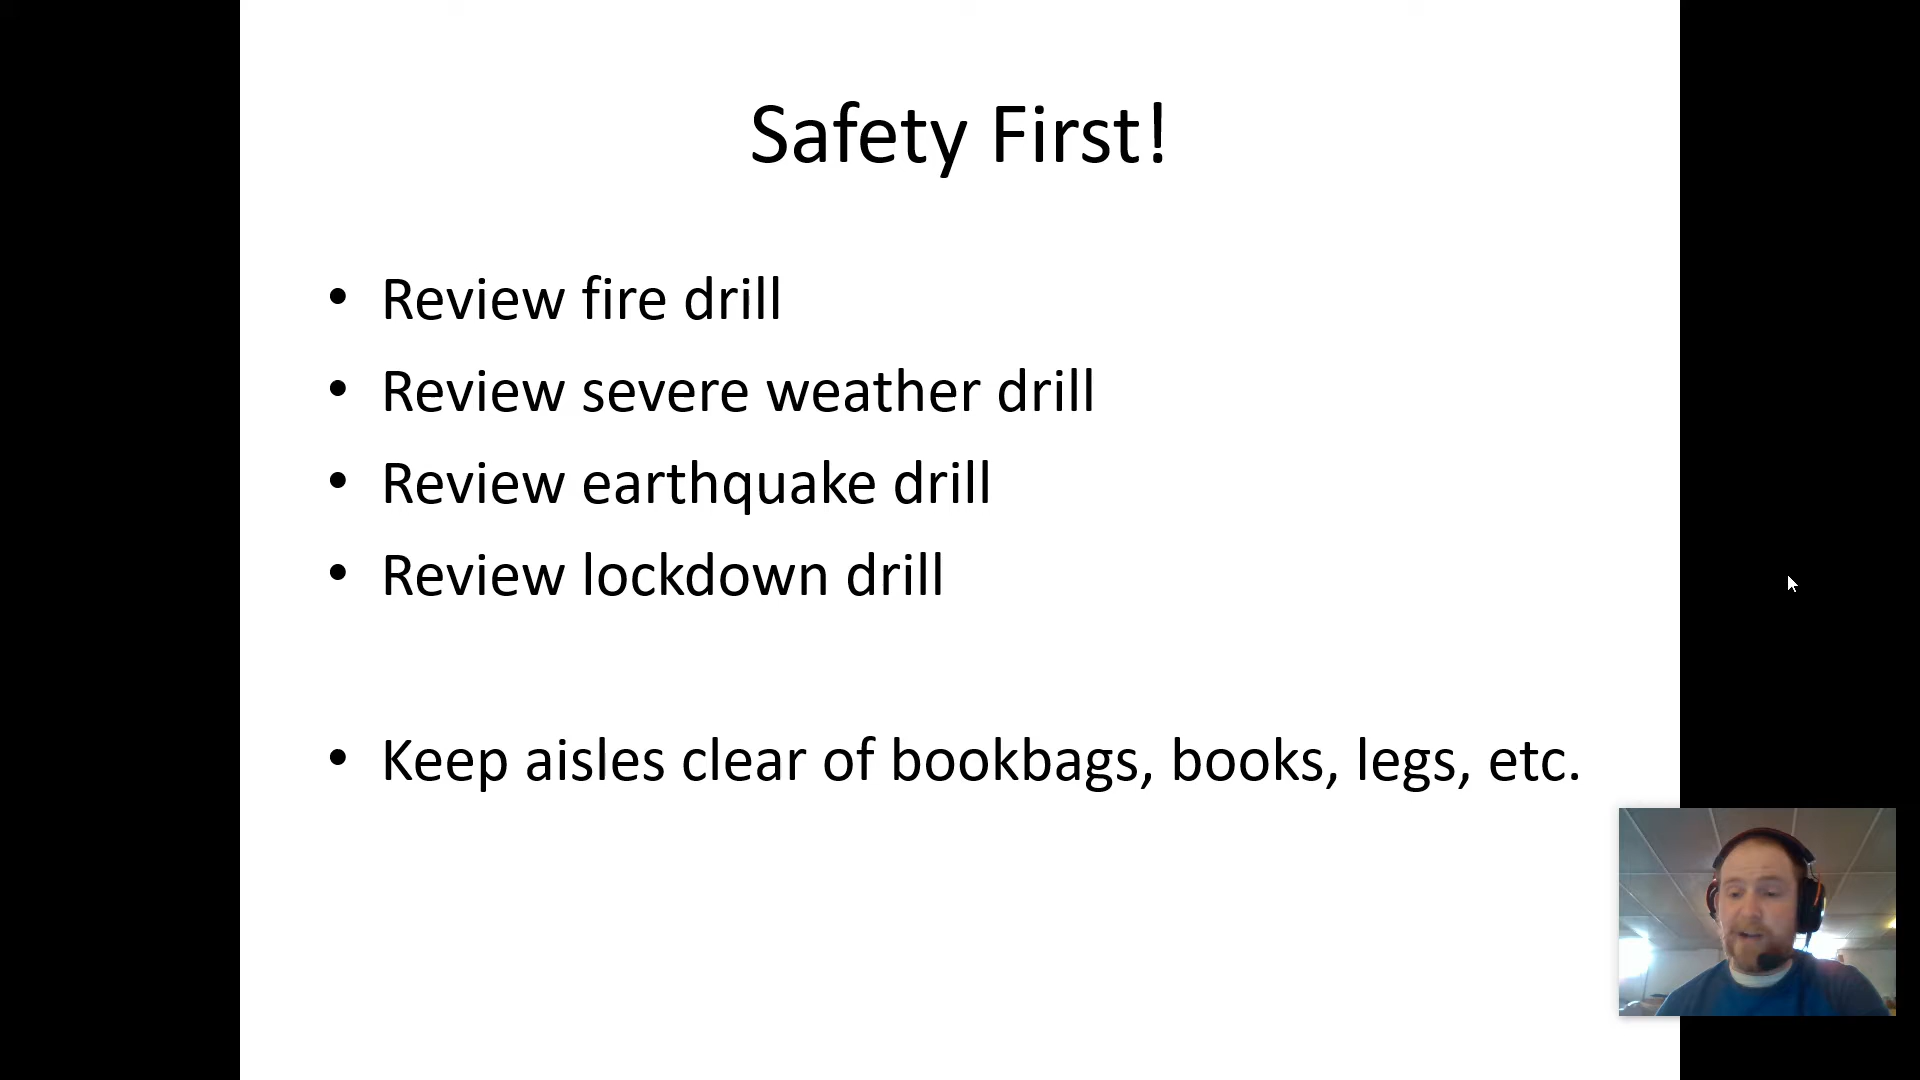 Safety First!
• Review fire drill
• Review severe weather drill
• Review earthquake drill
• Review lockdown drill
• Keep aisles clear of bookbags, books, legs, etc.